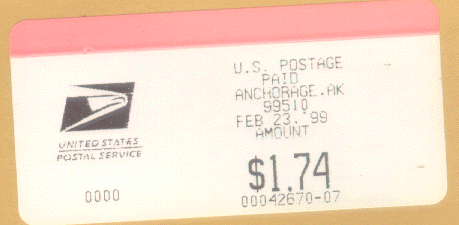 U.S. POSTAGE
PAID
ANCHORAGE.AK
99510
FEB 23.'99
AMOUNT
$1.74
00042670-07
UNITED STATES
POSTAL SERVICE
0000